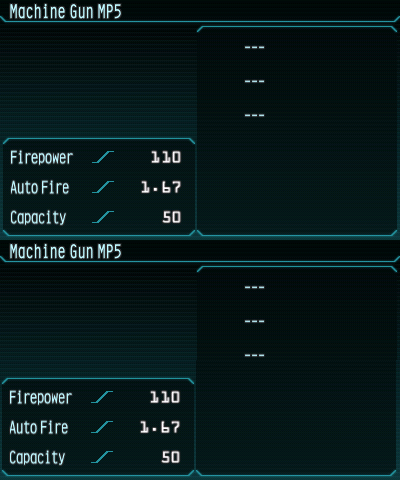 Machine Gun MP5
---
---
---
Firepower 110
Auto Fire 1.67
Capacity 50
Machine Gun MP5
---
---
---
Firepower 110
Auto Fire 1.67
Capacity 50